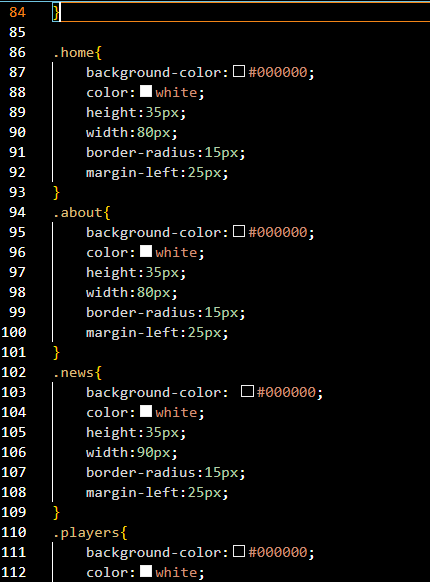 84 }
85
86 .home{
87 background-color: #000000;
88 color: white;
89 height:35px;
90 width:80px;
91 border-radius:15px;
92 margin-left:25px;
93 }
94 .about{
95 background-color: #000000;
96 color: white;
97 height:35px;
98 width:80px;
99 border-radius:15px;
100 margin-left:25px;
101 }
102 .news{
103 background-color: #000000;
104 color: white;
105 height:35px;
106 width:90px;
107 border-radius:15px;
108 margin-left:25px;
109 }
110 .players{
111 background-color: #000000;
112 color: white;